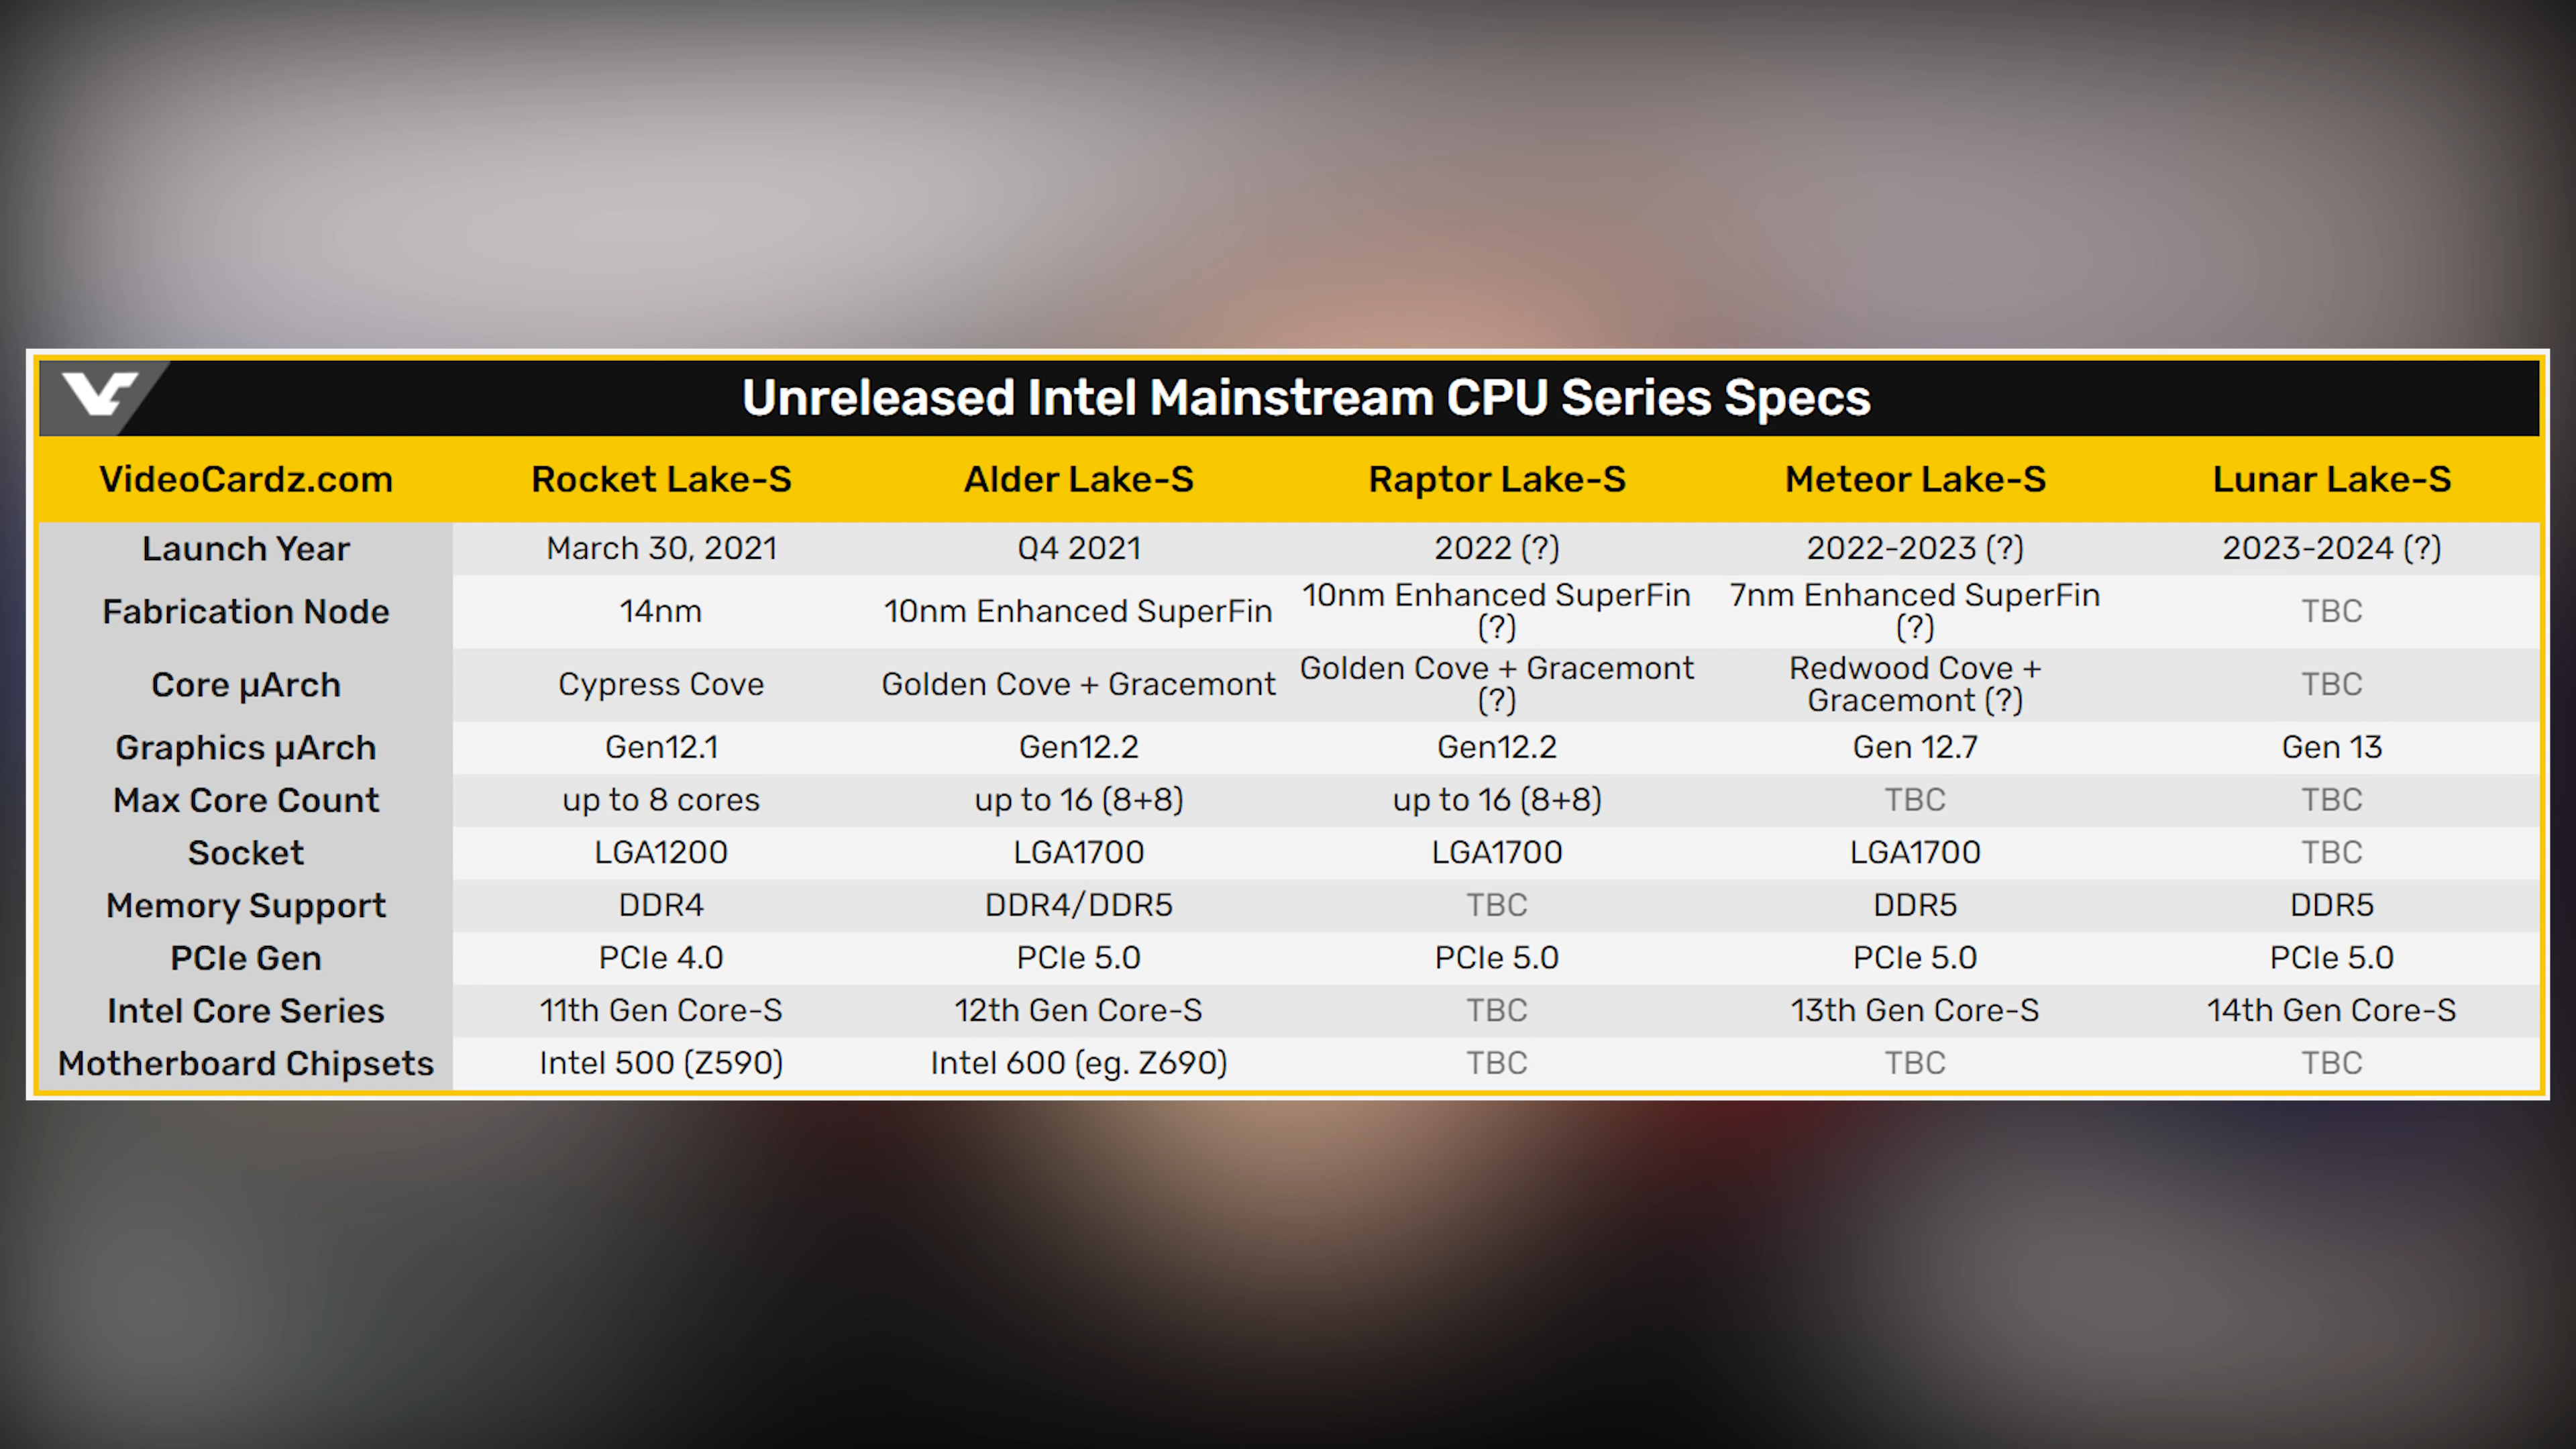 Unreleased Intel Mainstream CPU Series Specs
VideoCardz.com Rocket Lake-S Alder Lake-S Raptor Lake-S Meteor Lake-S Lunar Lake-S
Launch Year March 30, 2021 Q4 2021 2022 (?) 2022-2023 (?) 2023-2024 (?)
Fabrication Node 14nm 10nm Enhanced SuperFin 10nm Enhanced SuperFin (?) 7nm Enhanced SuperFin (?) TBC
Core µArch Cypress Cove Golden Cove + Gracemont Golden Cove + Gracemont (?) Redwood Cove + Gracemont (?) TBC
Graphics µArch Gen12.1 Gen12.2 Gen12.2 Gen 12.7 Gen 13
Max Core Count up to 8 cores up to 16 (8+8) up to 16 (8+8) TBC TBC
Socket LGA1200 LGA1700 LGA1700 LGA1700 TBC
Memory Support DDR4 DDR4/DDR5 TBC DDR5 DDR5
PCIe Gen PCIe 4.0 PCIe 5.0 PCIe 5.0 PCIe 5.0 PCIe 5.0
Intel Core Series 11th Gen Core-S 12th Gen Core-S TBC 13th Gen Core-S 14th Gen Core-S
Motherboard Chipsets Intel 500 (Z590) Intel 600 (eg. Z690) TBC TBC TBC